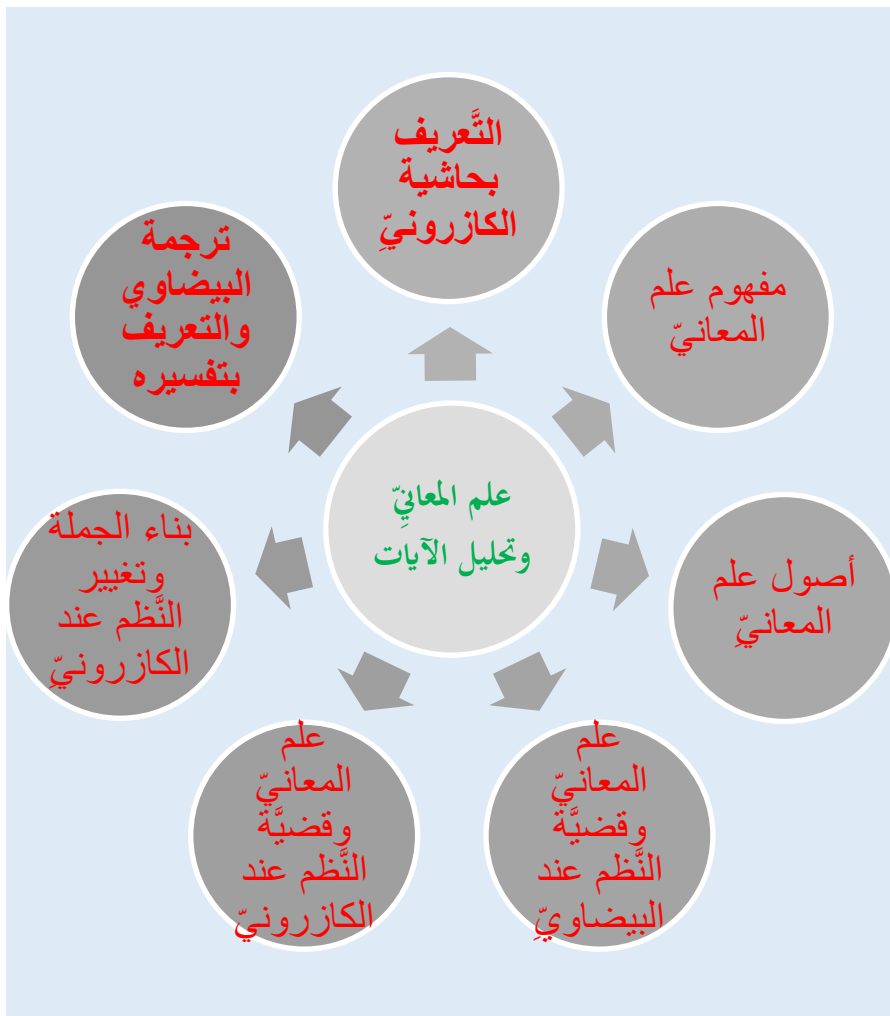 التَّعريف
بحاشية
الكازرونيِّ
مفهوم علم
المعانيّ
أصول علم
المعانيِّ
علم
المعانيّ
وقضيَّة
النَّظم عند
البيضاويِّ
علم
المعانيّ
وقضيَّة
النَّظم عند
الكازرونيّ
بناء الجملة
وتغيير
النَّظم عند
الكازرونيِّ
ترجمة
البيضاوي
والتعريف
بتفسيره
علم المعانيِّ
وتحليل الآيات